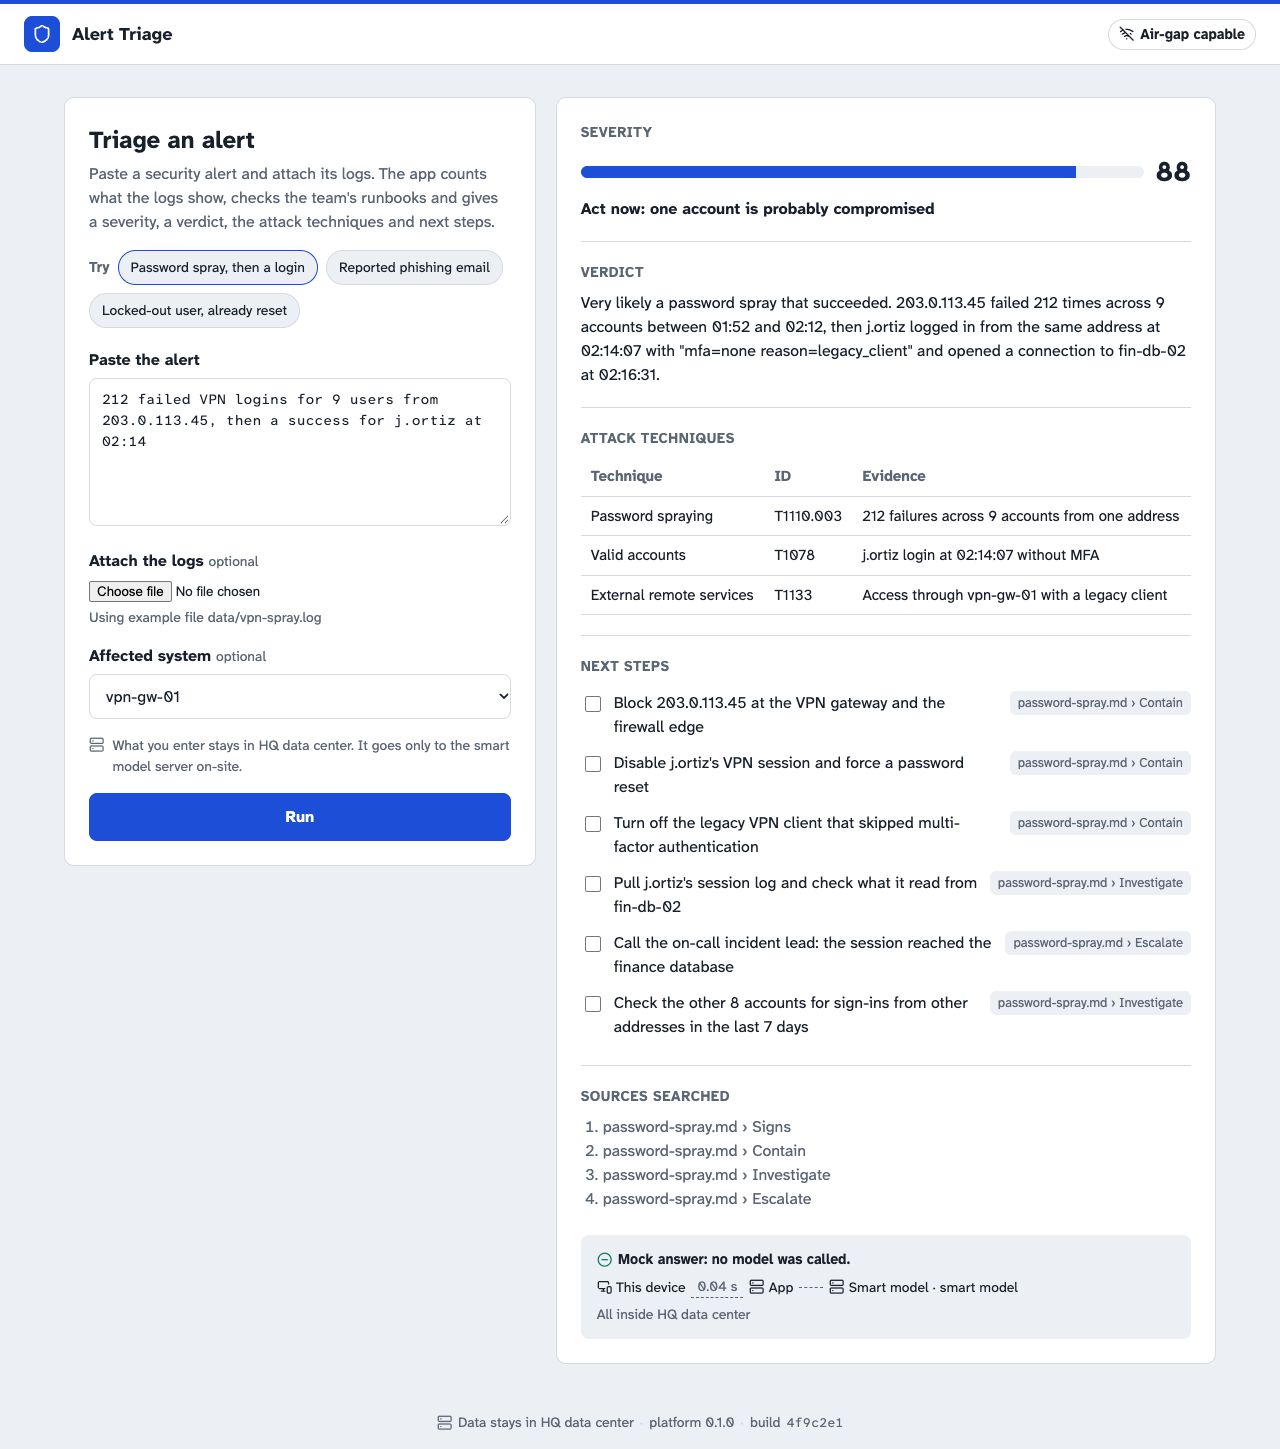 Alert Triage
Air-gap capable
Triage an alert
Paste a security alert and attach its logs. The app counts
what the logs show, checks the team's runbooks and gives
a severity, a verdict, the attack techniques and next steps.
Try
Password spray, then a login
Reported phishing email
Locked-out user, already reset
Paste the alert
212 failed VPN logins for 9 users from
203.0.113.45, then a success for j.ortiz at
02:14
Attach the logs optional
Choose file No file chosen
Using example file data/vpn-spray.log
Affected system optional
vpn-gw-01
What you enter stays in HQ data center. It goes only to the smart
model server on-site.
Run
SEVERITY
88
Act now: one account is probably compromised
VERDICT
Very likely a password spray that succeeded. 203.0.113.45 failed 212 times across 9
accounts between 01:52 and 02:12, then j.ortiz logged in from the same address at
02:14:07 with "mfa=none reason=legacy_client" and opened a connection to fin-db-02
at 02:16:31.
ATTACK TECHNIQUES
Technique ID Evidence
Password spraying T1110.003 212 failures across 9 accounts from one address
Valid accounts T1078 j.ortiz login at 02:14:07 without MFA
External remote services T1133 Access through vpn-gw-01 with a legacy client
NEXT STEPS
Block 203.0.113.45 at the VPN gateway and the
firewall edge
password-spray.md › Contain
Disable j.ortiz's VPN session and force a password
reset
password-spray.md › Contain
Turn off the legacy VPN client that skipped multi-
factor authentication
password-spray.md › Contain
Pull j.ortiz's session log and check what it read from
fin-db-02
password-spray.md › Investigate
Call the on-call incident lead: the session reached the
finance database
password-spray.md › Escalate
Check the other 8 accounts for sign-ins from other
addresses in the last 7 days
password-spray.md › Investigate
SOURCES SEARCHED
1. password-spray.md › Signs
2. password-spray.md › Contain
3. password-spray.md › Investigate
4. password-spray.md › Escalate
Mock answer: no model was called.
This device 0.04 s App Smart model · smart model
All inside HQ data center
Data stays in HQ data center · platform 0.1.0 · build 4f9c2e1